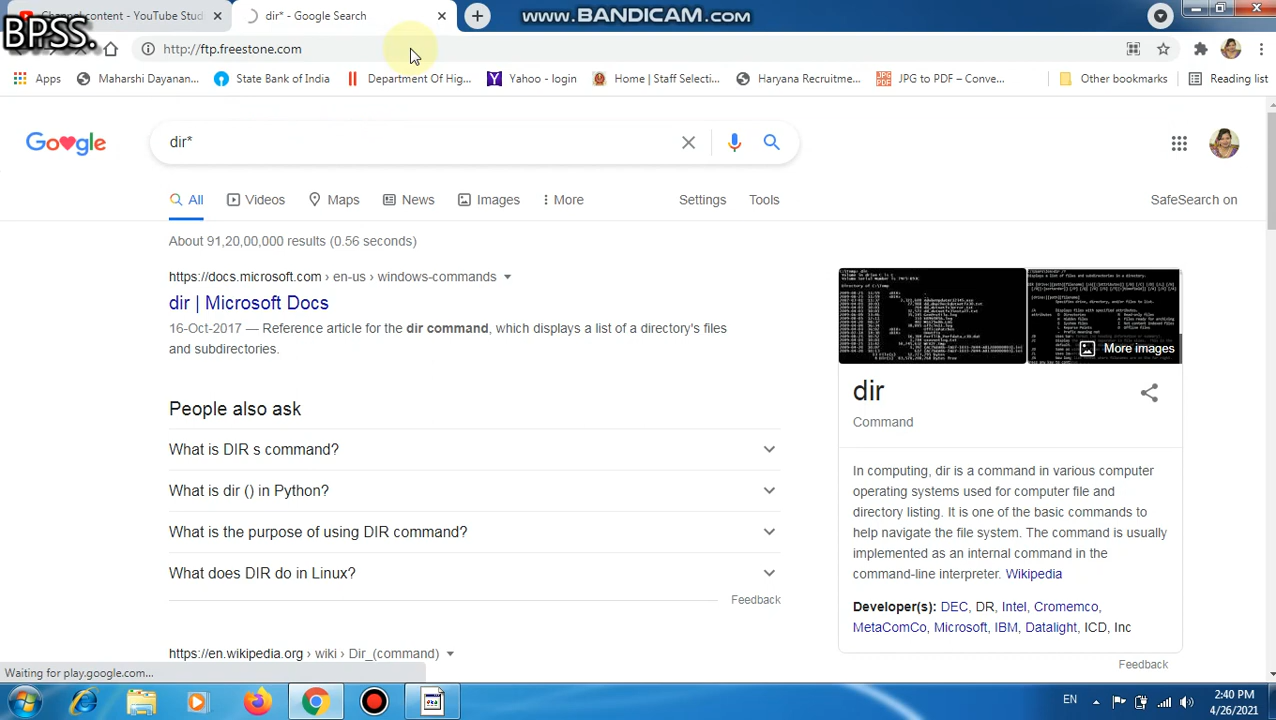 Channel content - YouTube Stud
dir* - Google Search
www.BANDICAM.com
BPSS.
http://ftp.freestone.com
Apps
Maharshi Dayanan...
State Bank of India
Department Of Hig...
Yahoo - login
Home | Staff Selecti...
Haryana Recruitme...
JPG to PDF – Conve...
Other bookmarks
Reading list
Google
dir*
All
Videos
Maps
News
Images
More
Settings
Tools
SafeSearch on
About 91,20,00,000 results (0.56 seconds)
https://docs.microsoft.com › en-us › windows-commands
dir | Microsoft Docs
Reference article for the dir command, which displays a list of a directory's files
and subdirectories.
People also ask
What is DIR s command?
What is dir () in Python?
What is the purpose of using DIR command?
What does DIR do in Linux?
Feedback
https://en.wikipedia.org › wiki › Dir_(command)
More images
dir
Command
In computing, dir is a command in various computer
operating systems used for computer file and
directory listing. It is one of the basic commands to
help navigate the file system. The command is usually
implemented as an internal command in the
command-line interpreter. Wikipedia
Developer(s): DEC, DR, Intel, Cromemco,
MetaComCo, Microsoft, IBM, Datalight, ICD, Inc
Feedback
Waiting for play.google.com...
EN
2:40 PM
4/26/2021